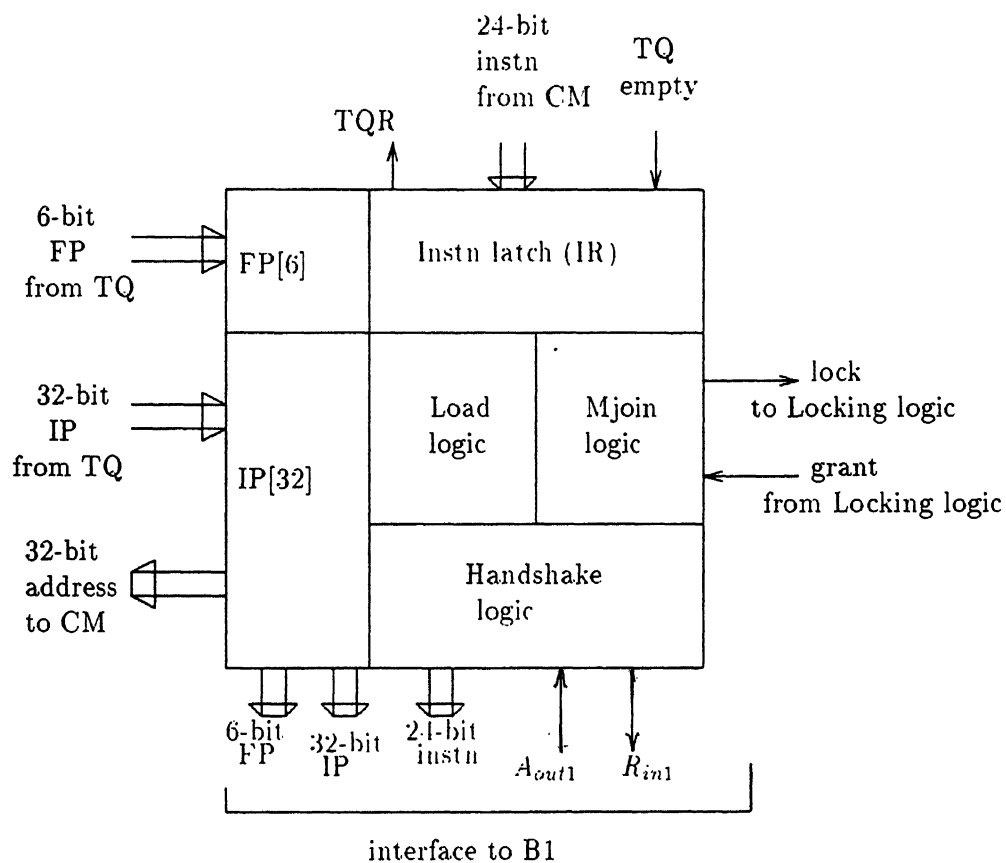 24-bit
instn
from CM
TQ
empty
TQR
6-bit
FP
from TQ
FP[6]
Instn latch (IR)
32-bit
IP
from TQ
IP[32]
Load
logic
Mjoin
logic
lock
to Locking logic
grant
from Locking logic
32-bit
address
to CM
Handshake
logic
6-bit
FP
32-bit
IP
24-bit
instn
A_out1
R_in1
interface to B1